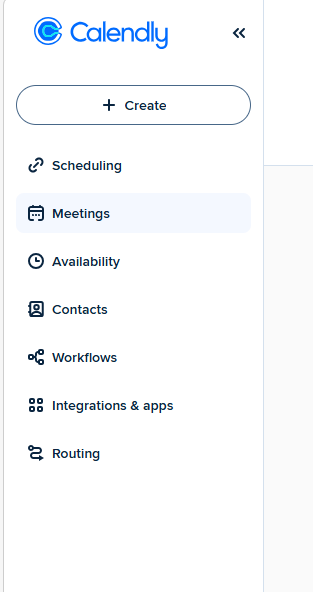 Calendly
Create
Scheduling
Meetings
Availability
Contacts
Workflows
Integrations & apps
Routing